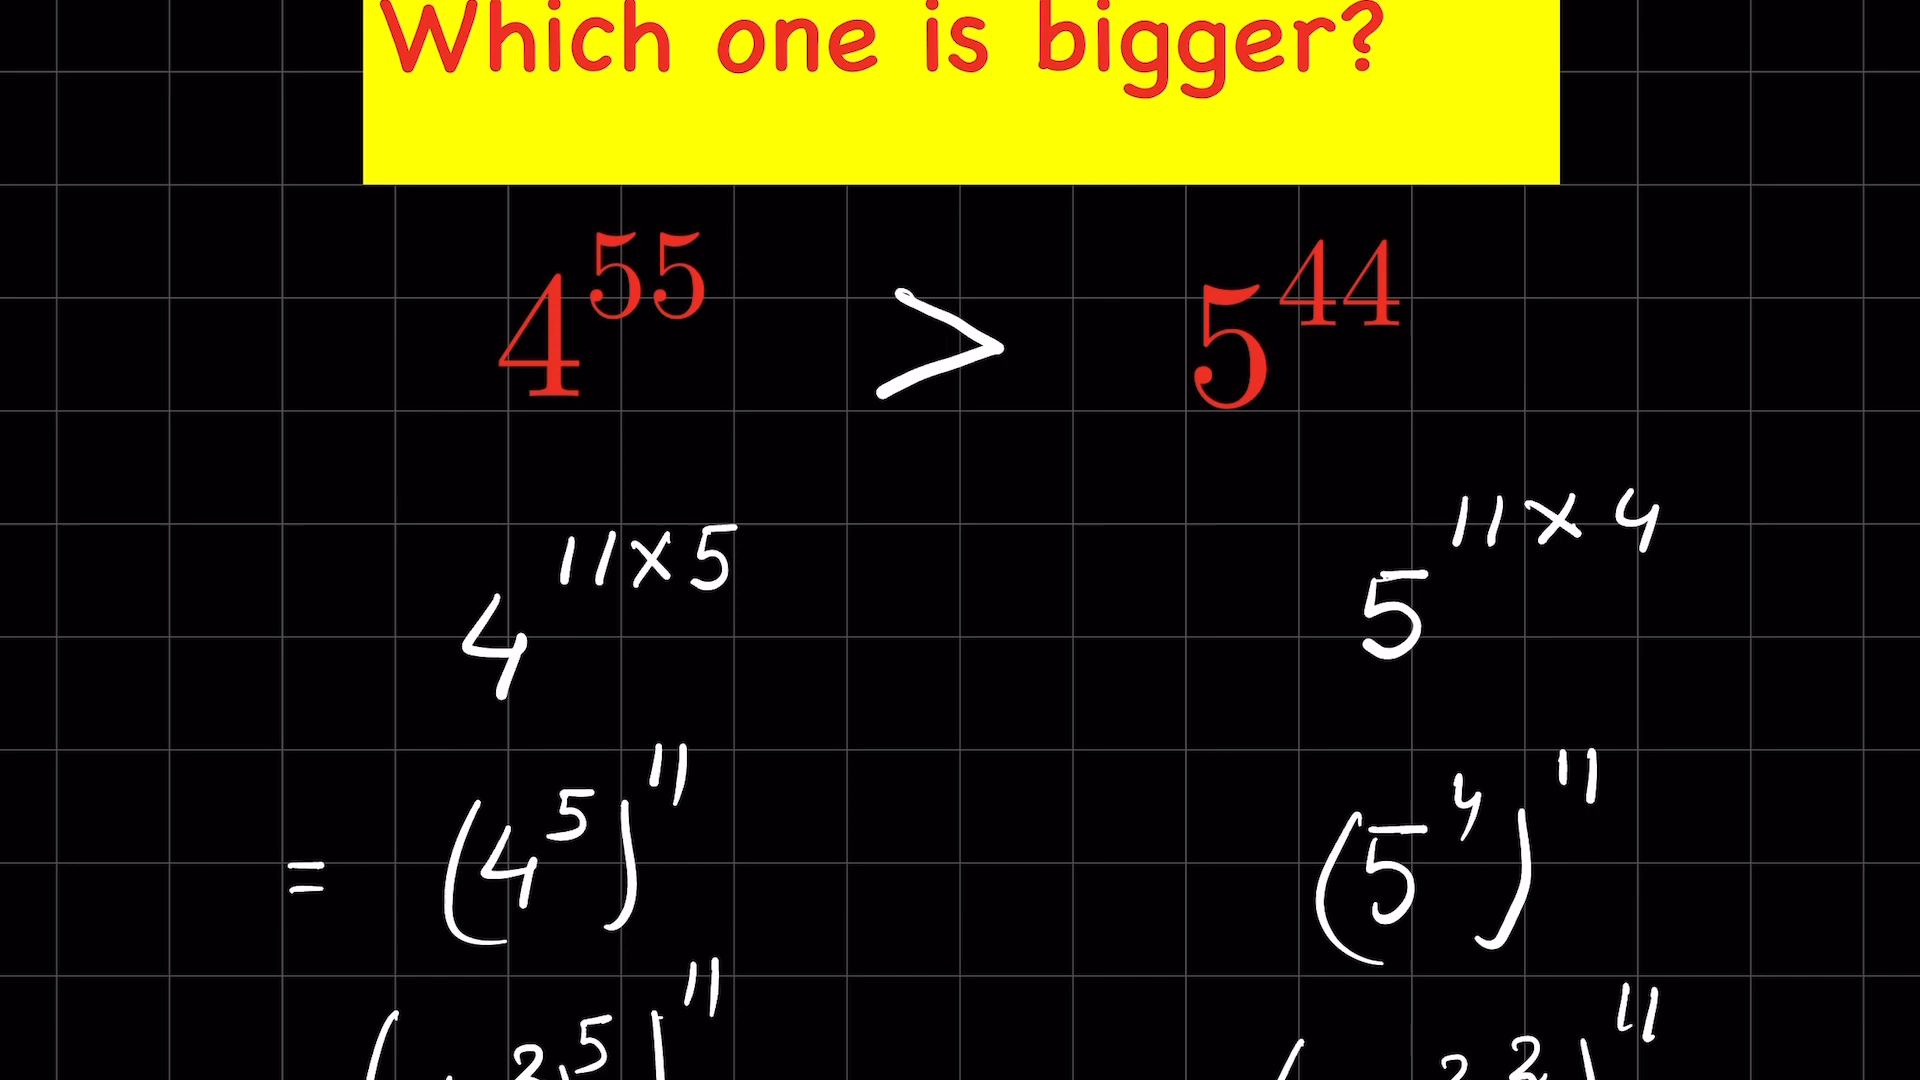 Which one is bigger?
4^55 > 5^44
4^11×5 5^11×4
= (4^5)^11 (5^4)^11